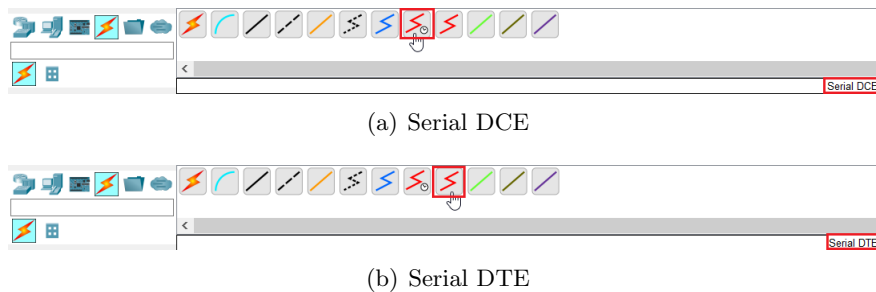 Serial DCE
(a) Serial DCE
Serial DTE
(b) Serial DTE